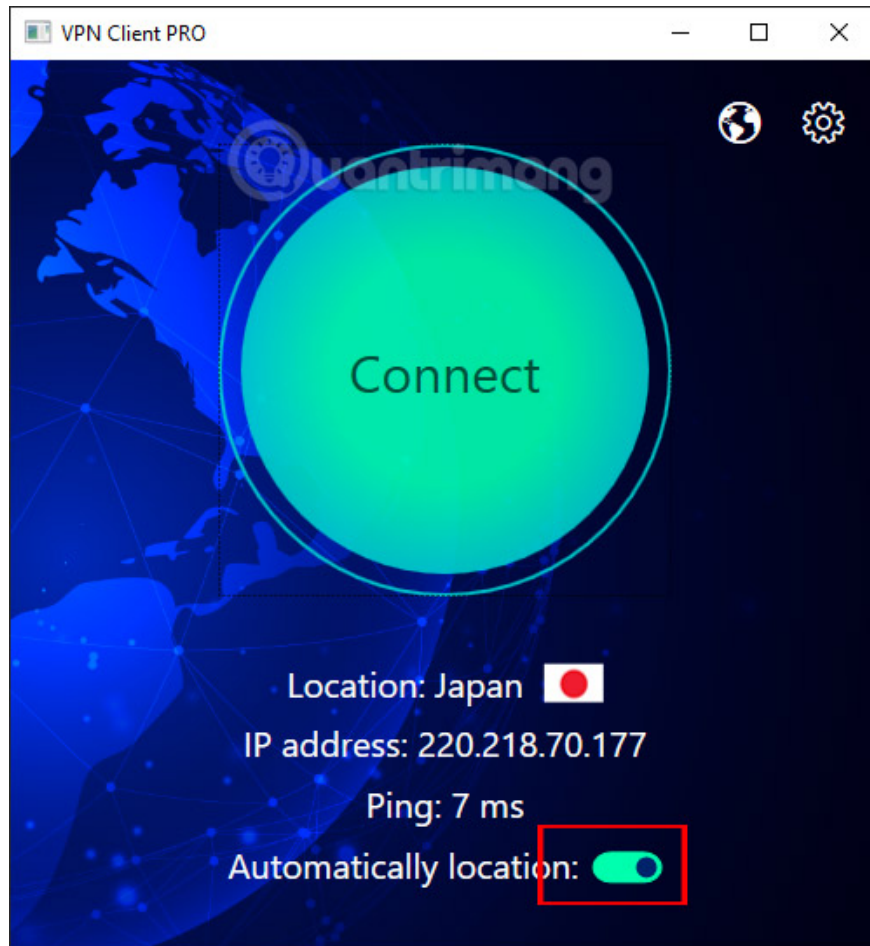 VPN Client PRO
Quantrimang
Connect
Location: Japan
IP address: 220.218.70.177
Ping: 7 ms
Automatically location: